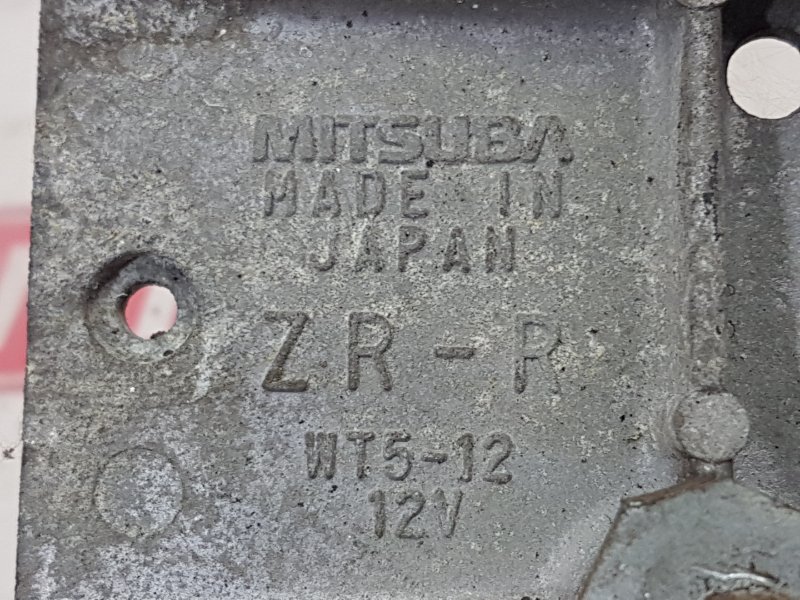 MITSUBA
MADE IN
JAPAN
ZR-R
WT5-12
12V